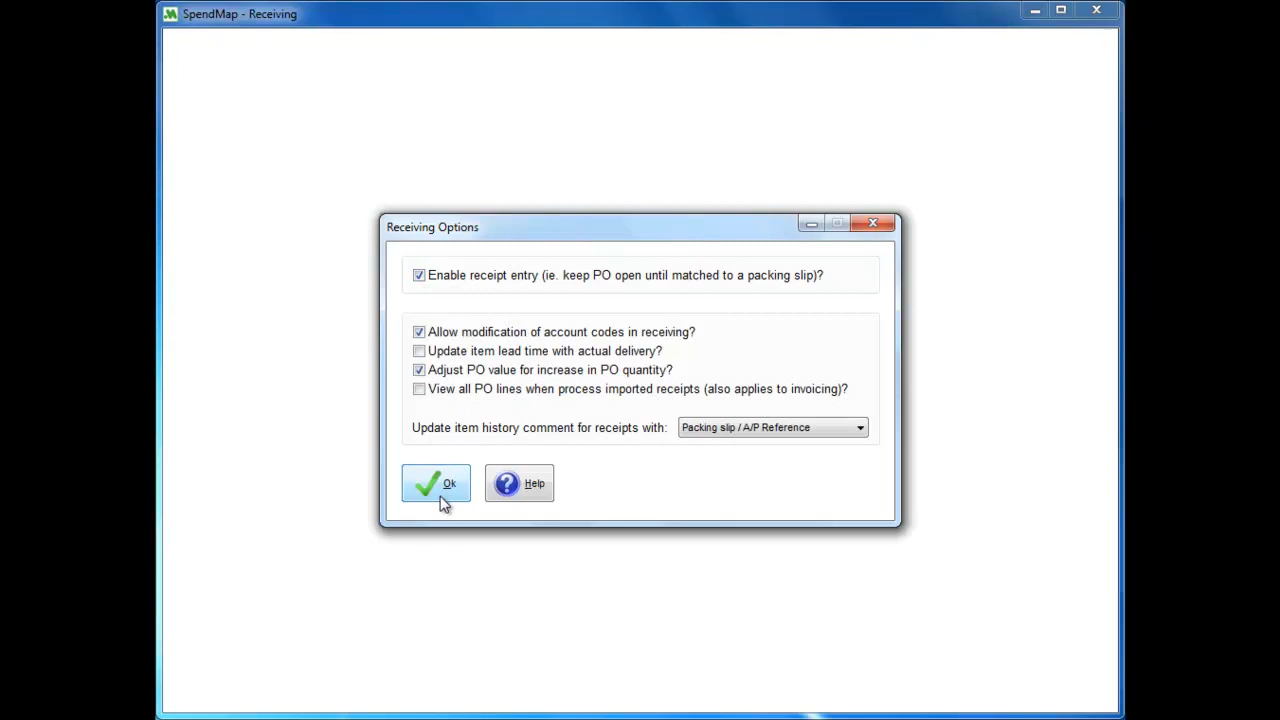 SpendMap - Receiving
Receiving Options
Enable receipt entry (ie. keep PO open until matched to a packing slip)?
Allow modification of account codes in receiving?
Update item lead time with actual delivery?
Adjust PO value for increase in PO quantity?
View all PO lines when process imported receipts (also applies to invoicing)?
Update item history comment for receipts with: Packing slip / A/P Reference
Ok Help